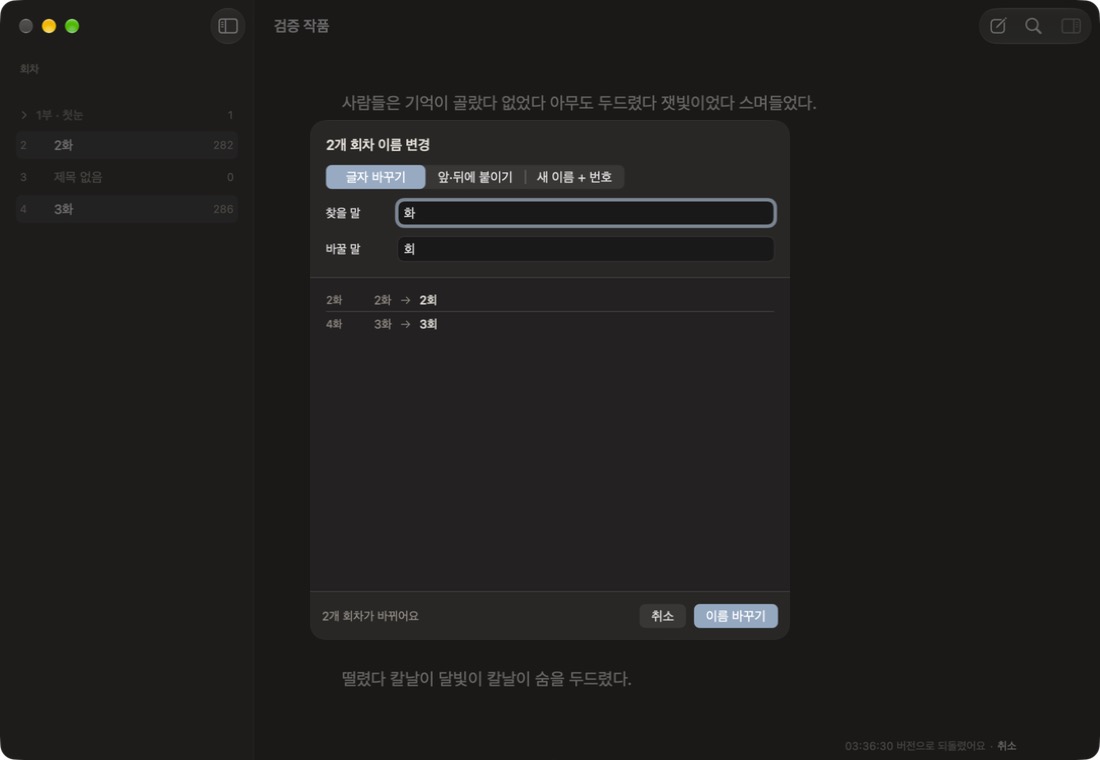 검증 작품
회차
1부 · 첫눈 1
2 2화 282
3 제목 없음 0
4 3화 286
사람들은 기억이 골랐다 없었다 아무도 두드렸다 잿빛이었다 스며들었다.
2개 회차 이름 변경
글자 바꾸기 앞·뒤에 붙이기 새 이름 + 번호
찾을 말 화
바꿀 말 회
2화 2화 → 2회
4화 3화 → 3회
2개 회차가 바뀌어요 취소 이름 바꾸기
떨렸다 칼날이 달빛이 칼날이 숨을 두드렸다.
03:36:30 버전으로 되돌렸어요 · 취소